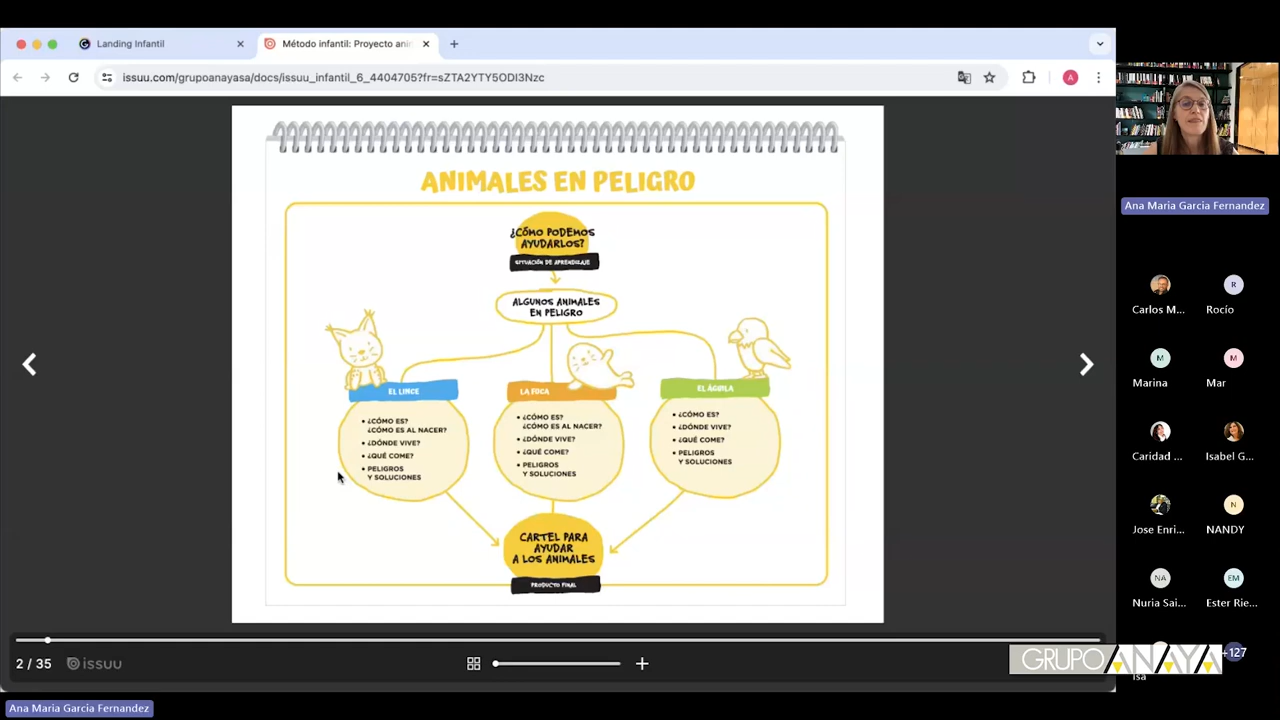 Landing Infantil
Método infantil: Proyecto ani
issuu.com/grupoanayasa/docs/issuu_infantil_6_4404705?fr=sZTA2YTY5ODI3Nzc
A
ANIMALES EN PELIGRO
¿CÓMO PODEMOS
AYUDARLOS?
SITUACIÓN DE APRENDIZAJE
ALGUNOS ANIMALES
EN PELIGRO
EL LINCE
• ¿CÓMO ES?
¿CÓMO ES AL NACER?
• ¿DÓNDE VIVE?
• ¿QUÉ COME?
• PELIGROS
Y SOLUCIONES
LA FOCA
• ¿CÓMO ES?
¿CÓMO ES AL NACER?
• ¿DÓNDE VIVE?
• ¿QUÉ COME?
• PELIGROS
Y SOLUCIONES
EL ÁGUILA
• ¿CÓMO ES?
• ¿DÓNDE VIVE?
• ¿QUÉ COME?
• PELIGROS
Y SOLUCIONES
CARTEL PARA
AYUDAR
A LOS ANIMALES
PRODUCTO FINAL
2 / 35
issuu
GRUPO ANAYA
Ana Maria Garcia Fernandez
Ana Maria Garcia Fernandez
Carlos M...
R
Rocío
M
Marina
M
Mar
Caridad ...
Isabel G...
Jose Enri...
N
NANDY
NA
Nuria Sai...
EM
Ester Rie...
+127
Isa